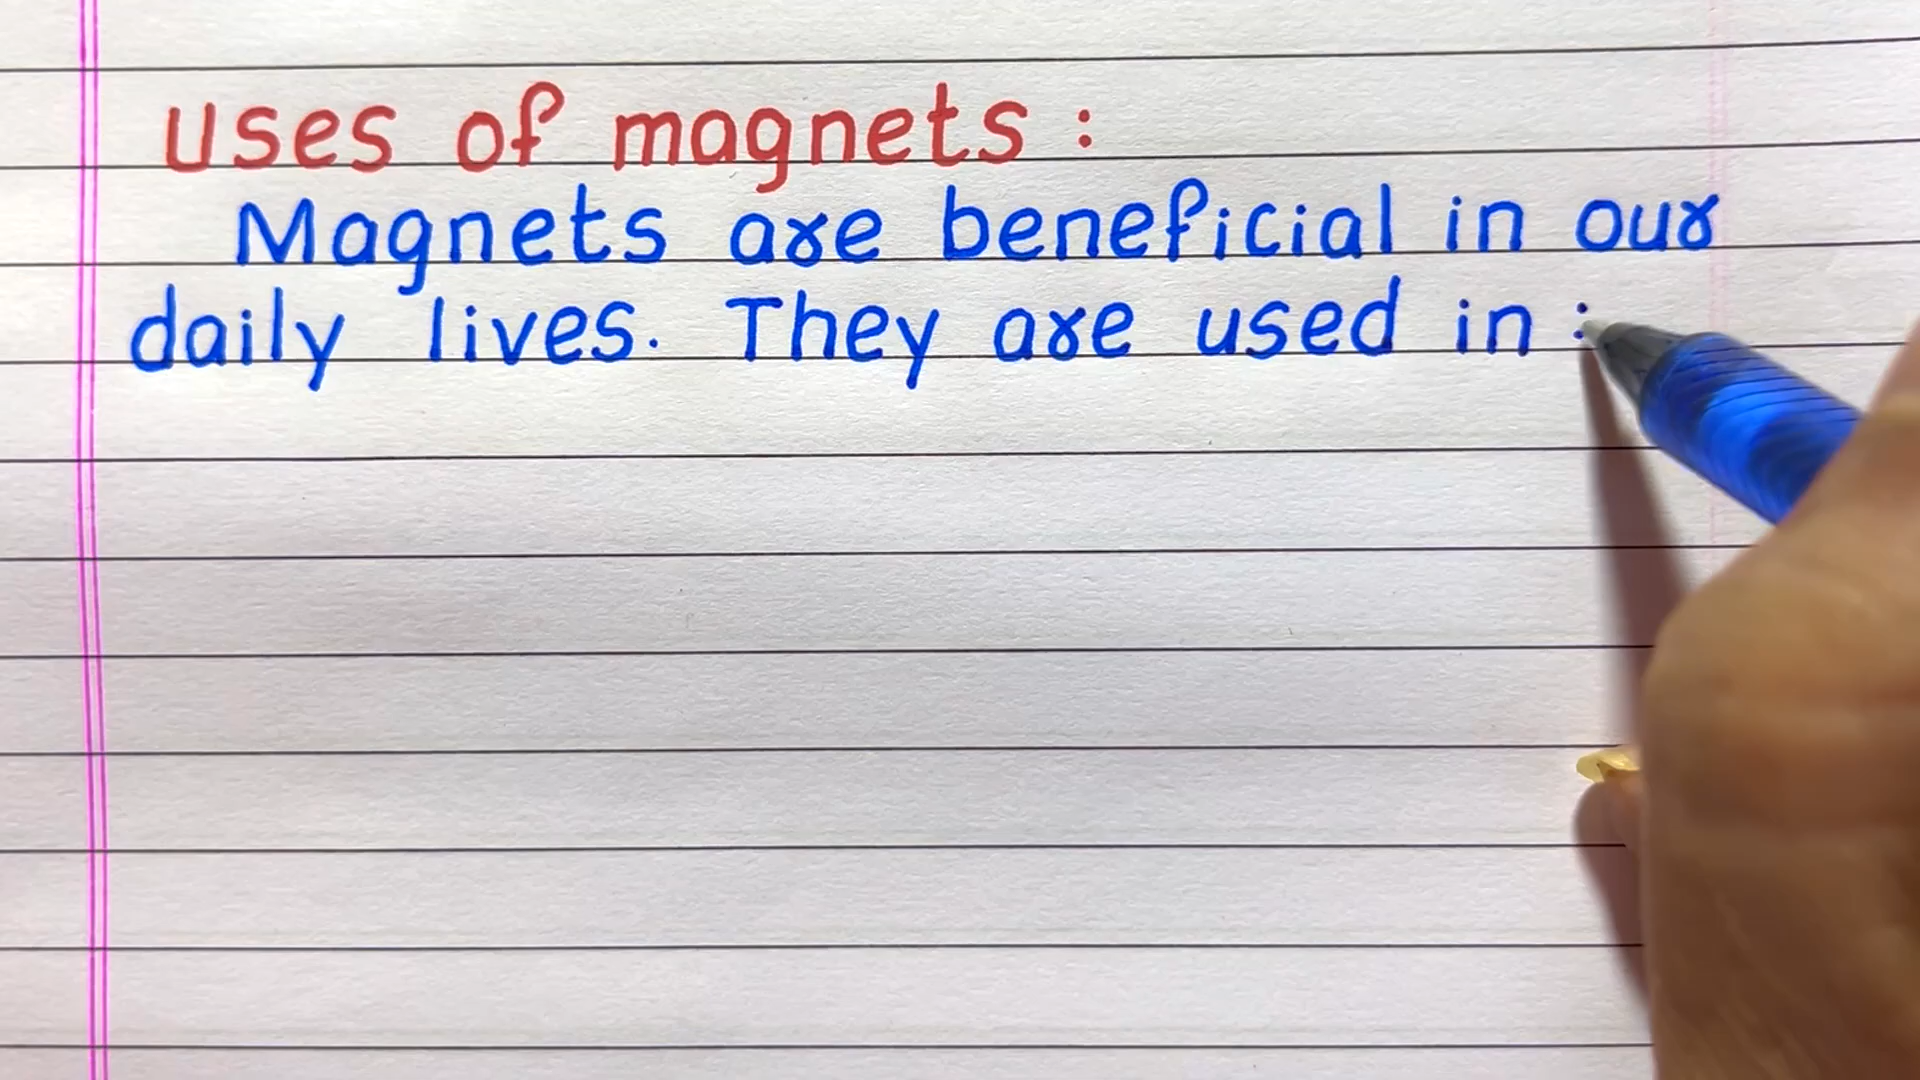 uses of magnets :
Magnets are beneficial in our
daily lives. They are used in :